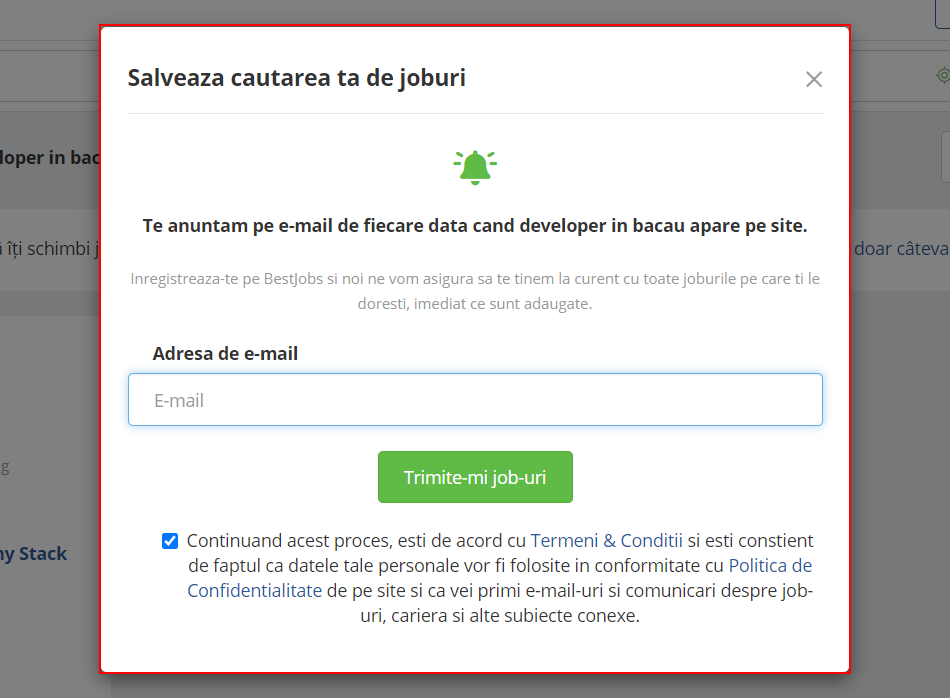 Salveaza cautarea ta de joburi
loper in bac
Te anuntam pe e-mail de fiecare data cand developer in bacau apare pe site.
îți schimbi j
doar câteva
Inregistreaza-te pe BestJobs si noi ne vom asigura sa te tinem la curent cu toate joburile pe care ti le
doresti, imediat ce sunt adaugate.
Adresa de e-mail
E-mail
g
Trimite-mi job-uri
Continuand acest proces, esti de acord cu Termeni & Conditii si esti constient
ny Stack
de faptul ca datele tale personale vor fi folosite in conformitate cu Politica de
Confidentialitate de pe site si ca vei primi e-mail-uri si comunicari despre job-
uri, cariera si alte subiecte conexe.